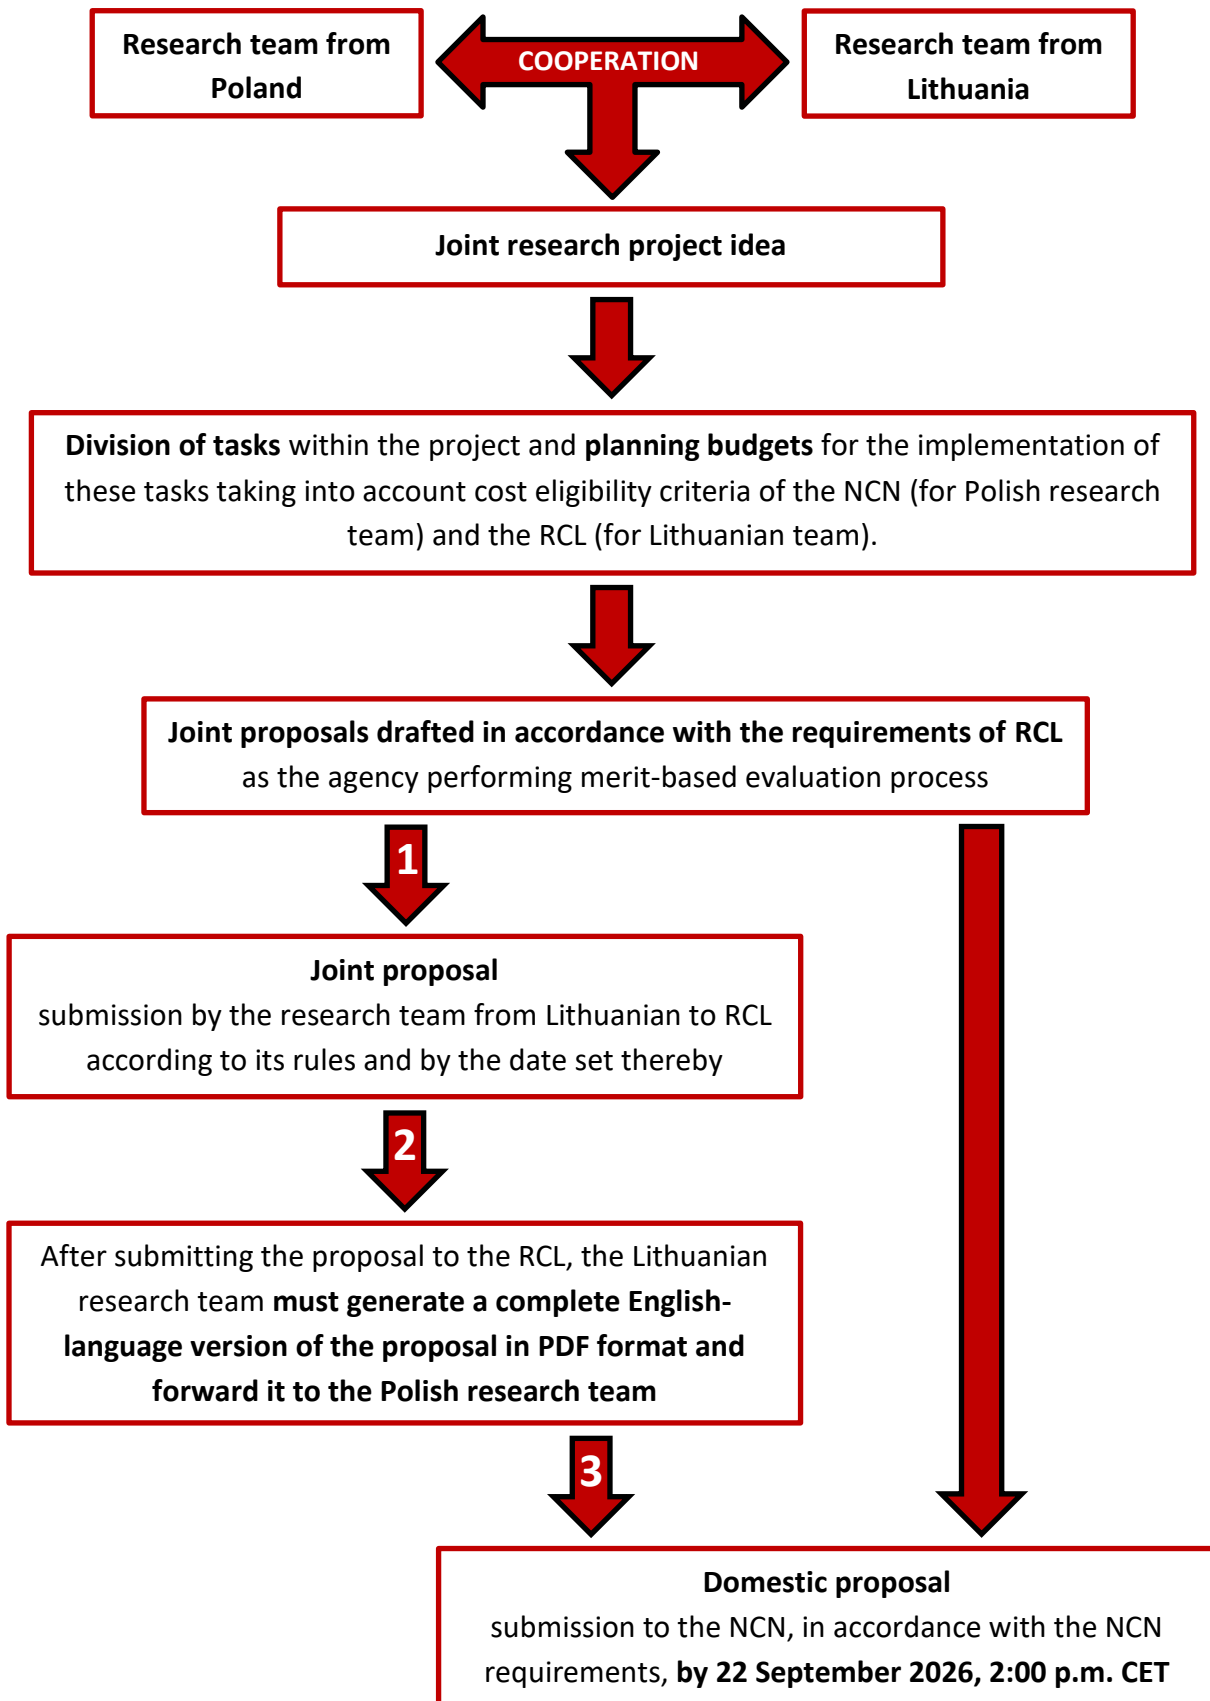 Research team from
Poland
COOPERATION
Research team from
Lithuania
Joint research project idea
Division of tasks within the project and planning budgets for the implementation of
these tasks taking into account cost eligibility criteria of the NCN (for Polish research
team) and the RCL (for Lithuanian team).
Joint proposals drafted in accordance with the requirements of RCL
as the agency performing merit-based evaluation process
1
Joint proposal
submission by the research team from Lithuanian to RCL
according to its rules and by the date set thereby
2
After submitting the proposal to the RCL, the Lithuanian
research team must generate a complete English-
language version of the proposal in PDF format and
forward it to the Polish research team
3
Domestic proposal
submission to the NCN, in accordance with the NCN
requirements, by 22 September 2026, 2:00 p.m. CET